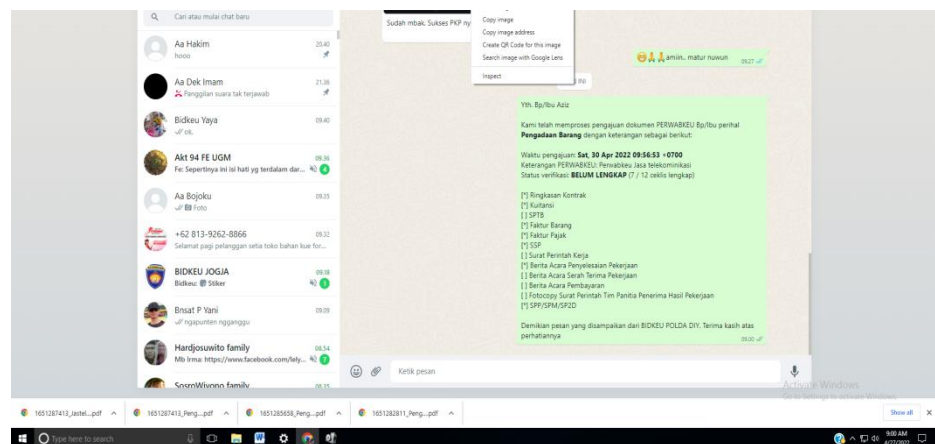 Cari atau mulai chat baru
Aa Hakim
20.40
hooo
Aa Dek Imam
21.36
Panggilan suara tak terjawab
Bidkeu Yaya
09.40
ok.
Akt 94 FE UGM
09.36
Fe: Sepertinya ini isi hati yg terdalam dar...
4
Aa Bojoku
09.35
Foto
+62 813-9262-8866
09.32
Selamat pagi pelanggan setia toko bahan kue for...
BIDKEU JOGJA
Bidkeu: Stiker
1
Bnsat P Yani
09.09
ngapunten ngganggu
Hardjosuwito family
08.54
Mb Irma: https://www.facebook.com/lely...
7
SosroWiyono family
08.35
Sudah mbak. Sukses PKP ny
Copy image
Copy image address
Create QR Code for this image
Search image with Google Lens
Inspect
INI
amiin.. matur nuwun
Yth. Bp/Ibu Aziz
Kami telah memproses pengajuan dokumen PERWABKEU Bp/Ibu perihal
Pengadaan Barang dengan keterangan sebagai berikut:
Waktu pengajuan: Sat, 30 Apr 2022 09:56:53 +0700
Keterangan PERWABKEU: Perwabkeu Jasa telekominikasi
Status verifikasi: BELUM LENGKAP (7 / 12 ceklis lengkap)
[*] Ringkasan Kontrak
[*] Kuitansi
[ ] SPTB
[*] Faktur Barang
[*] Faktur Pajak
[*] SSP
[ ] Surat Perintah Kerja
[*] Berita Acara Penyelesaian Pekerjaan
[ ] Berita Acara Serah Terima Pekerjaan
[ ] Berita Acara Pembayaran
[ ] Fotocopy Surat Perintah Tim Panitia Penerima Hasil Pekerjaan
[*] SPP/SPM/SP2D
Demikian pesan yang disampaikan dari BIDKEU POLDA DIY. Terima kasih atas
perhatiannya
09.00
Ketik pesan
Activate Windows
Go to Settings to activate Windows.
1651287413_Jastel....pdf
1651287413_Peng....pdf
1651285658_Peng....pdf
1651282811_Peng....pdf
Show all
Type here to search
9:00 AM
4/27/2022